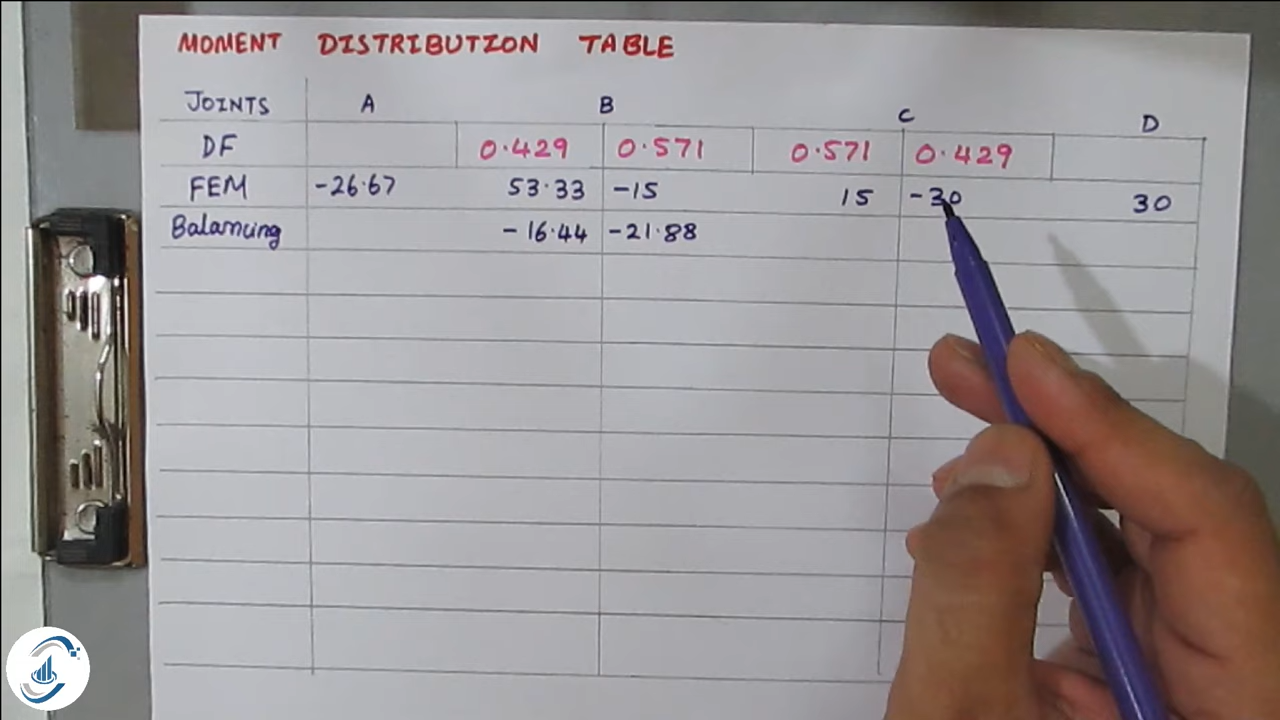 MOMENT DISTRIBUTION TABLE
JOINTS A B C D
DF 0.429 0.571 0.571 0.429
FEM -26.67 53.33 -15 15 -30 30
Balancing -16.44 -21.88